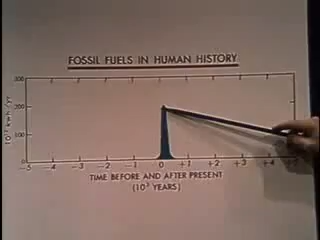 FOSSIL FUELS IN HUMAN HISTORY
300
200
100
0
-5 -4 -3 -2 -1 0 +1 +2 +3 +4 +5
TIME BEFORE AND AFTER PRESENT
(10³ YEARS)